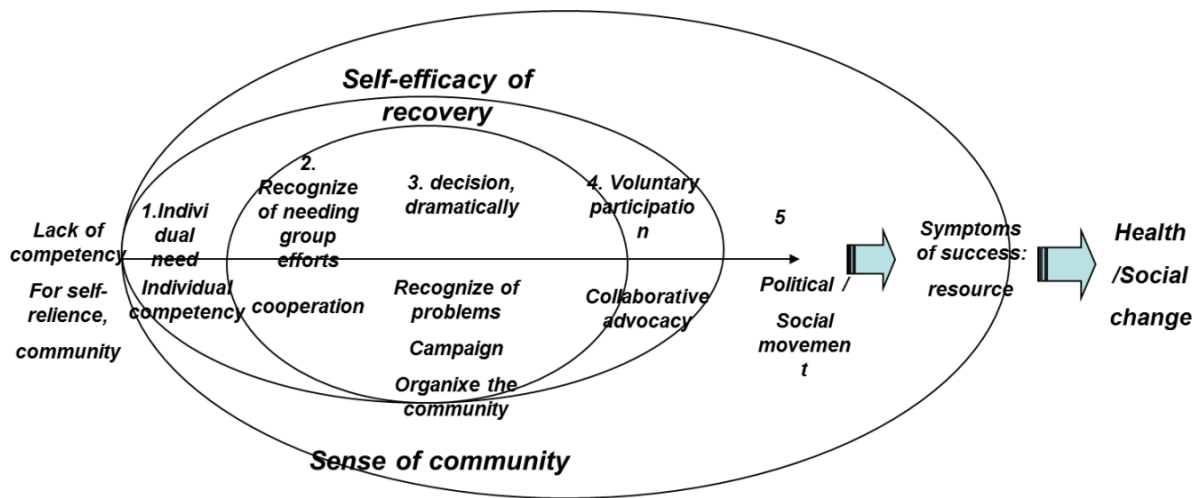 Self-efficacy of
recovery
Lack of
competency
For self-
relience,
community
1.Indivi
dual
need
Individual
competency
2.
Recognize
of needing
group
efforts
cooperation
3. decision,
dramatically
Recognize of
problems
Campaign
Organixe the
community
4. Voluntary
participatio
n
Collaborative
advocacy
5
Political /
Social
movemen
t
Symptoms
of success:
resource
Health
/Social
change
Sense of community